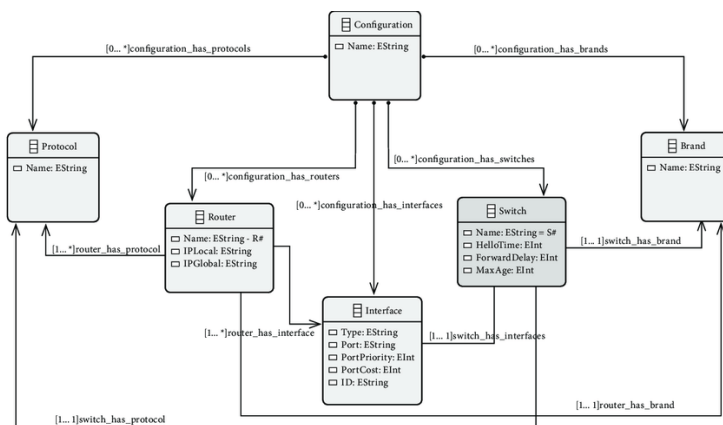 Configuration
Name: EString
[0... *]configuration_has_protocols
[0... *]configuration_has_brands
Protocol
Name: EString
Brand
Name: EString
[0... *]configuration_has_routers
[0... *]configuration_has_switches
[0... *]configuration_has_interfaces
Router
Name: EString - R#
IPLocal: EString
IPGlobal: EString
Switch
Name: EString = S#
HelloTime: EInt
ForwardDelay: EInt
MaxAge: EInt
[1... *]router_has_protocol
[1... 1]switch_has_brand
Interface
Type: EString
Port: EString
PortPriority: EInt
PortCost: EInt
ID: EString
[1... *]router_has_interface
[1... 1]switch_has_interfaces
[1... 1]router_has_brand
[1... 1]switch_has_protocol